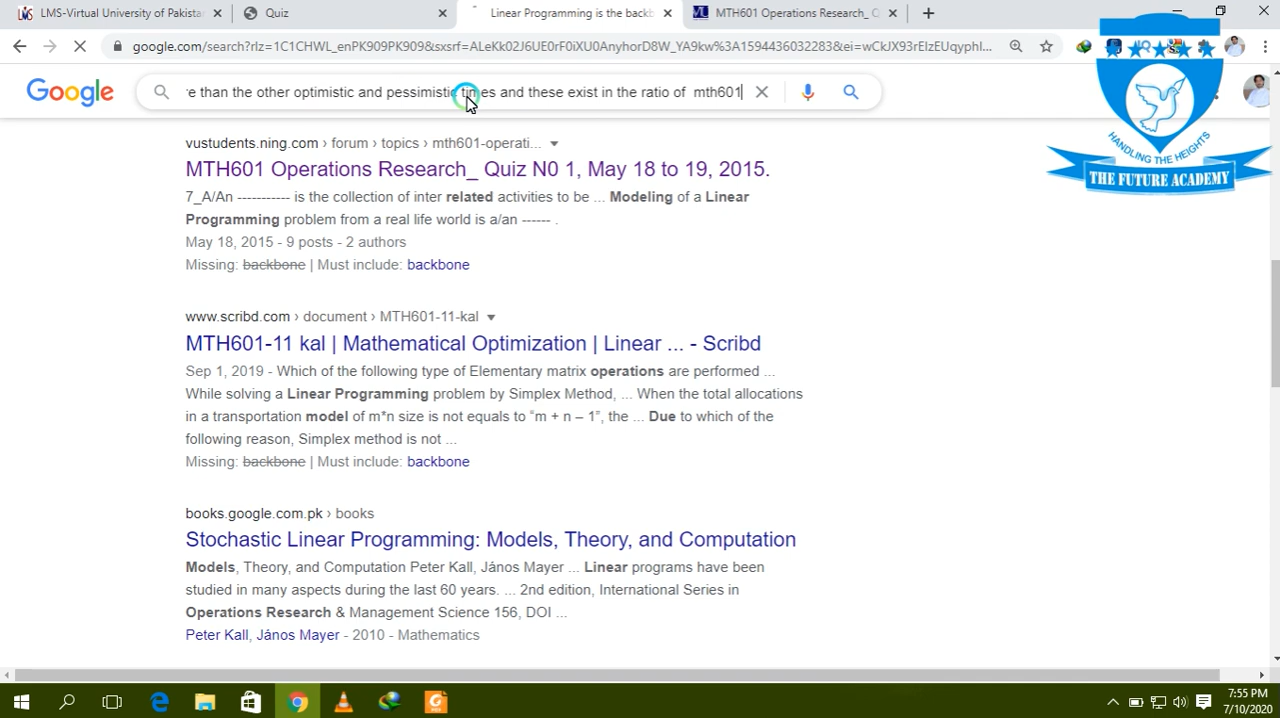 LMS-Virtual University of Pakista
Quiz
Linear Programming is the backb
MTH601 Operations Research_ Q
google.com/search?rlz=1C1CHWL_enPK909PK909&
Google
re than the other optimistic and pessimistic times and these exist in the ratio of mth601
vustudents.ning.com › forum › topics › mth601-operati...
MTH601 Operations Research_ Quiz N0 1, May 18 to 19, 2015.
7_A/An ----------- is the collection of inter related activities to be ... Modeling of a Linear
Programming problem from a real life world is a/an ------ .
May 18, 2015 - 9 posts - 2 authors
Missing: backbone | Must include: backbone
www.scribd.com › document › MTH601-11-kal
MTH601-11 kal | Mathematical Optimization | Linear ... - Scribd
Sep 1, 2019 - Which of the following type of Elementary matrix operations are performed ...
While solving a Linear Programming problem by Simplex Method, ... When the total allocations
in a transportation model of m*n size is not equals to “m + n – 1”, the ... Due to which of the
following reason, Simplex method is not ...
Missing: backbone | Must include: backbone
books.google.com.pk › books
Stochastic Linear Programming: Models, Theory, and Computation
Models, Theory, and Computation Peter Kall, János Mayer ... Linear programs have been
studied in many aspects during the last 60 years. ... 2nd edition, International Series in
Operations Research & Management Science 156, DOI ...
Peter Kall, János Mayer - 2010 - Mathematics
HANDLING THE HEIGHTS
THE FUTURE ACADEMY
7:55 PM
7/10/2020